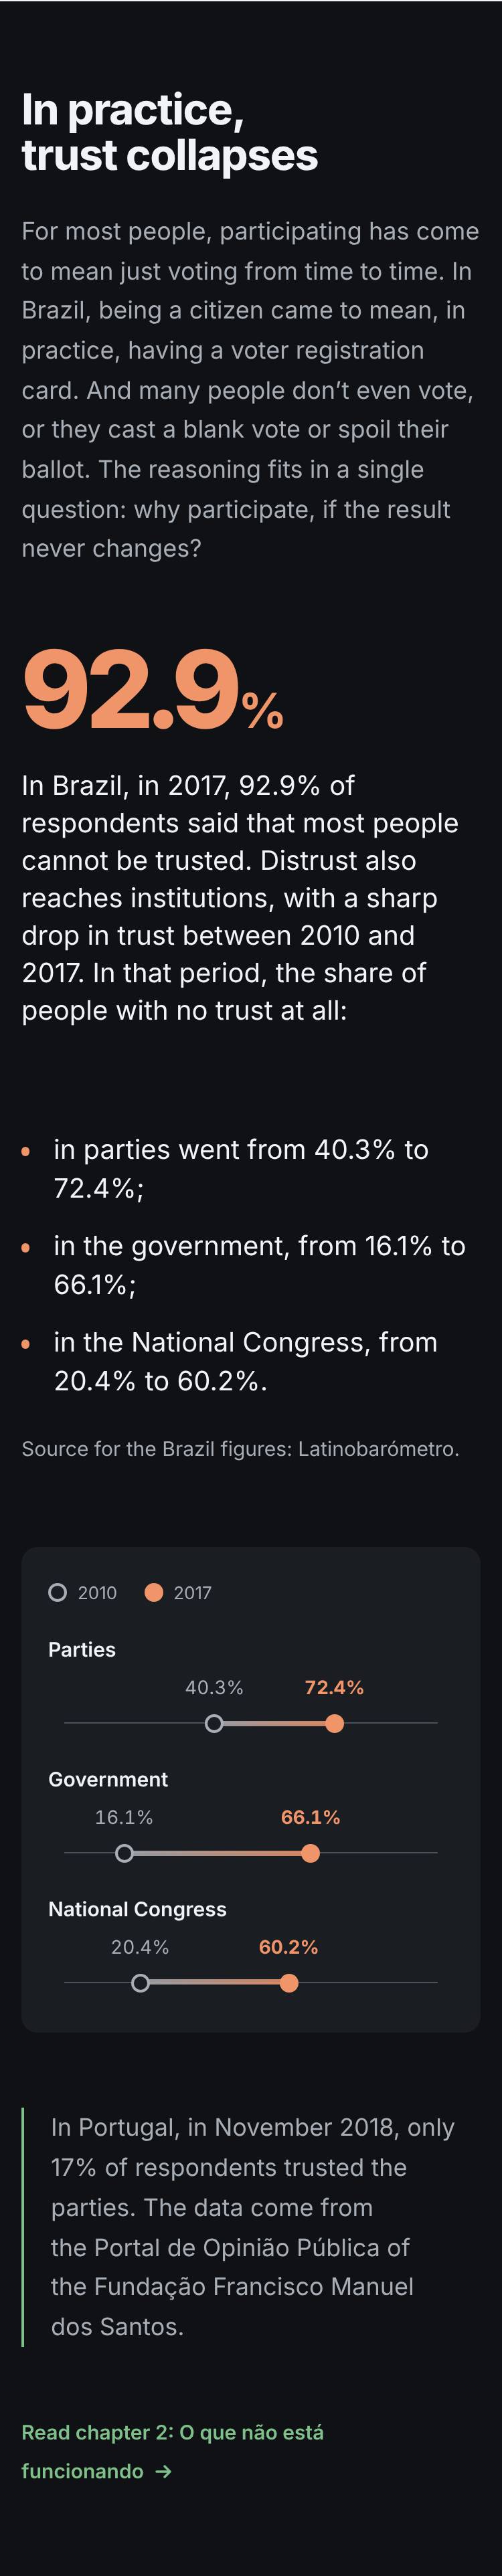 In practice,
trust collapses
For most people, participating has come
to mean just voting from time to time. In
Brazil, being a citizen came to mean, in
practice, having a voter registration
card. And many people don’t even vote,
or they cast a blank vote or spoil their
ballot. The reasoning fits in a single
question: why participate, if the result
never changes?
92.9%
In Brazil, in 2017, 92.9% of
respondents said that most people
cannot be trusted. Distrust also
reaches institutions, with a sharp
drop in trust between 2010 and
2017. In that period, the share of
people with no trust at all:
• in parties went from 40.3% to
72.4%;
• in the government, from 16.1% to
66.1%;
• in the National Congress, from
20.4% to 60.2%.
Source for the Brazil figures: Latinobarómetro.
2010 2017
Parties
40.3% 72.4%
Government
16.1% 66.1%
National Congress
20.4% 60.2%
In Portugal, in November 2018, only
17% of respondents trusted the
parties. The data come from
the Portal de Opinião Pública of
the Fundação Francisco Manuel
dos Santos.
Read chapter 2: O que não está
funcionando →